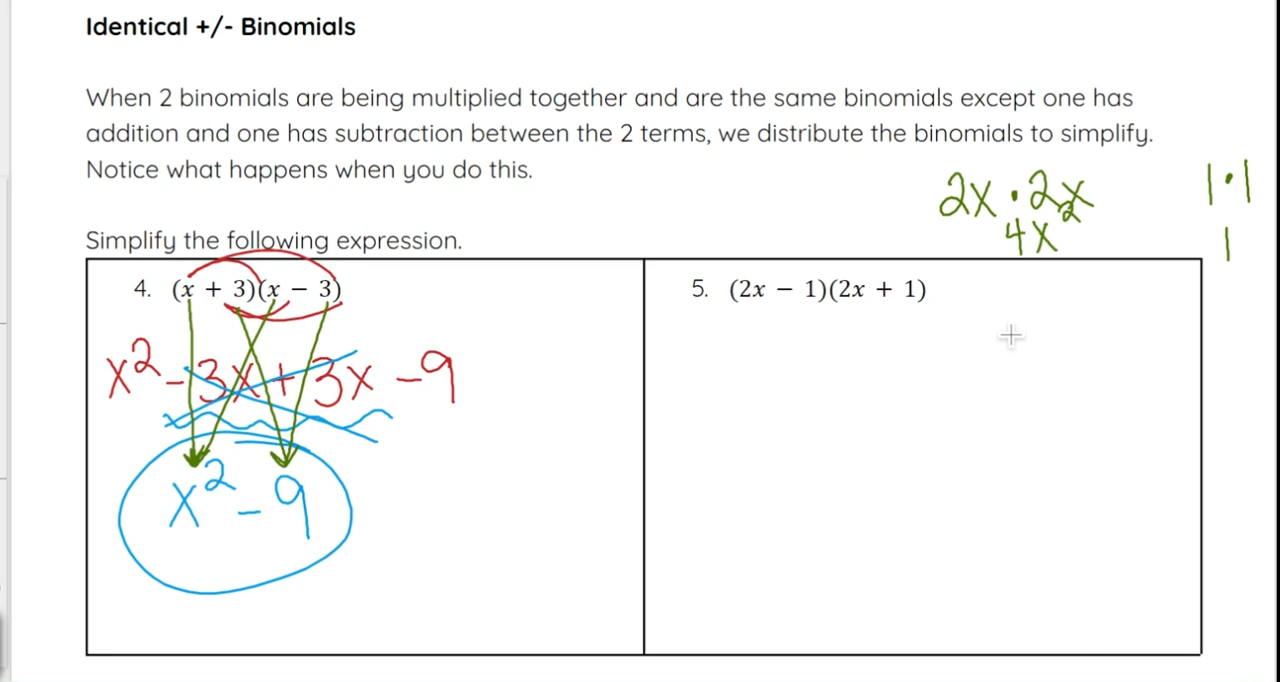 Identical +/- Binomials
When 2 binomials are being multiplied together and are the same binomials except one has
addition and one has subtraction between the 2 terms, we distribute the binomials to simplify.
Notice what happens when you do this.
2x · 2x
1 · 1
4x²
1
Simplify the following expression.
4. (x + 3)(x − 3)
5. (2x − 1)(2x + 1)
x² - 3x + 3x - 9
x² - 9